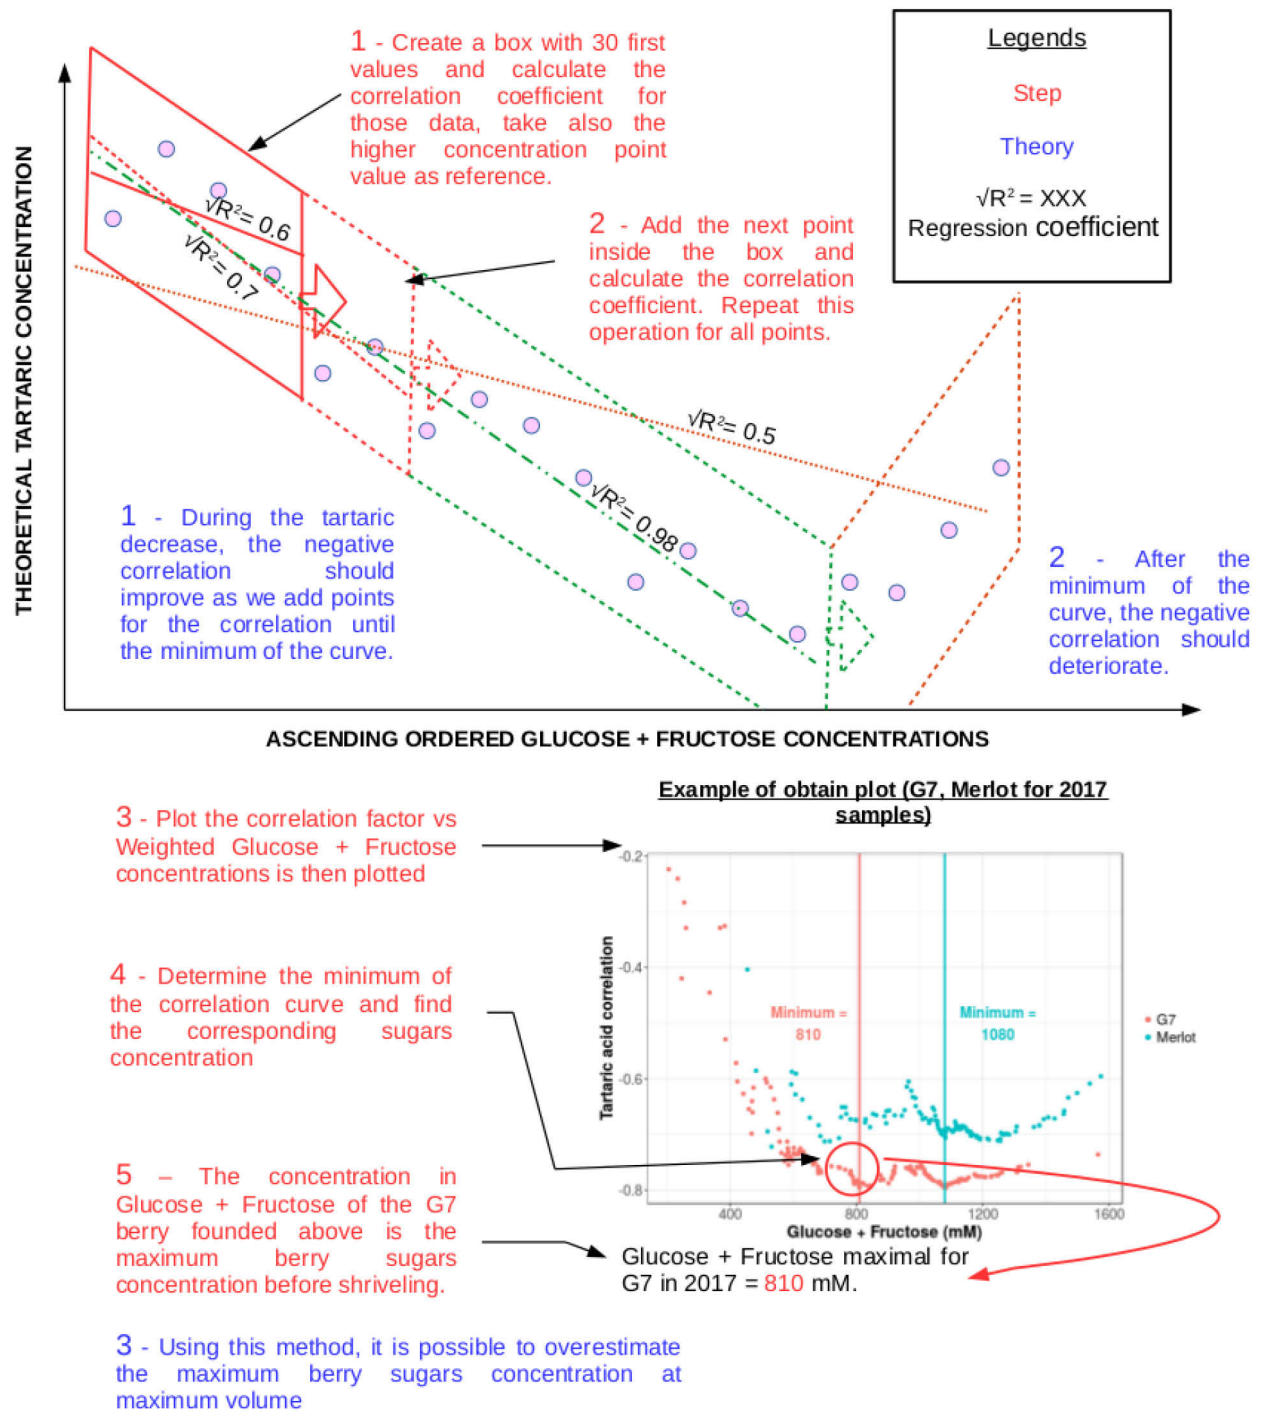 1 - Create a box with 30 first
values and calculate the
correlation coefficient for
those data, take also the
higher concentration point
value as reference.
Legends
Step
Theory
√R² = XXX
Regression coefficient
2 - Add the next point
inside the box and
calculate the correlation
coefficient. Repeat this
operation for all points.
THEORETICAL TARTARIC CONCENTRATION
√R²= 0.6
√R²= 0.7
√R²= 0.5
√R²= 0.98
1 - During the tartaric
decrease, the negative
correlation should
improve as we add points
for the correlation until
the minimum of the curve.
2 - After the
minimum of the
curve, the negative
correlation should
deteriorate.
ASCENDING ORDERED GLUCOSE + FRUCTOSE CONCENTRATIONS
Example of obtain plot (G7, Merlot for 2017
samples)
3 - Plot the correlation factor vs
Weighted Glucose + Fructose
concentrations is then plotted
-0.2
-0.4
-0.6
-0.8
Tartaric acid correlation
Minimum =
810
Minimum =
1080
G7
Merlot
400
800
1200
1600
Glucose + Fructose (mM)
4 - Determine the minimum of
the correlation curve and find
the corresponding sugars
concentration
5 – The concentration in
Glucose + Fructose of the G7
berry founded above is the
maximum berry sugars
concentration before shriveling.
Glucose + Fructose maximal for
G7 in 2017 = 810 mM.
3 - Using this method, it is possible to overestimate
the maximum berry sugars concentration at
maximum volume